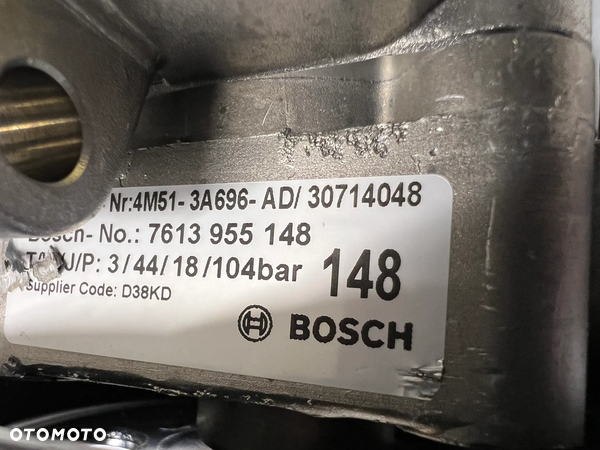 Nr:4M51- 3A696- AD/ 30714048
Bosch- No.: 7613 955 148
J/P: 3/44/18/104bar 148
Supplier Code: D38KD
BOSCH
OTOMOTO